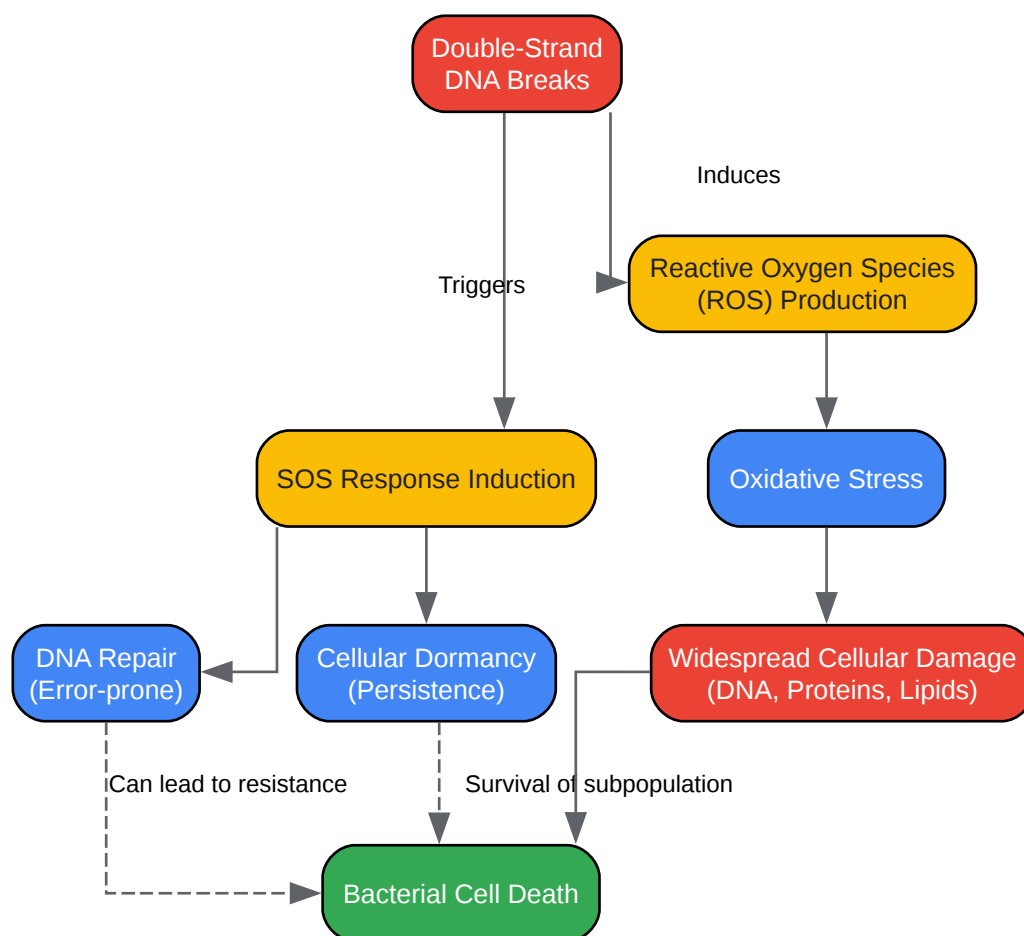 Double-Strand
DNA Breaks
Induces
Reactive Oxygen Species
(ROS) Production
Triggers
SOS Response Induction
Oxidative Stress
DNA Repair
(Error-prone)
Cellular Dormancy
(Persistence)
Widespread Cellular Damage
(DNA, Proteins, Lipids)
Can lead to resistance
Survival of subpopulation
Bacterial Cell Death